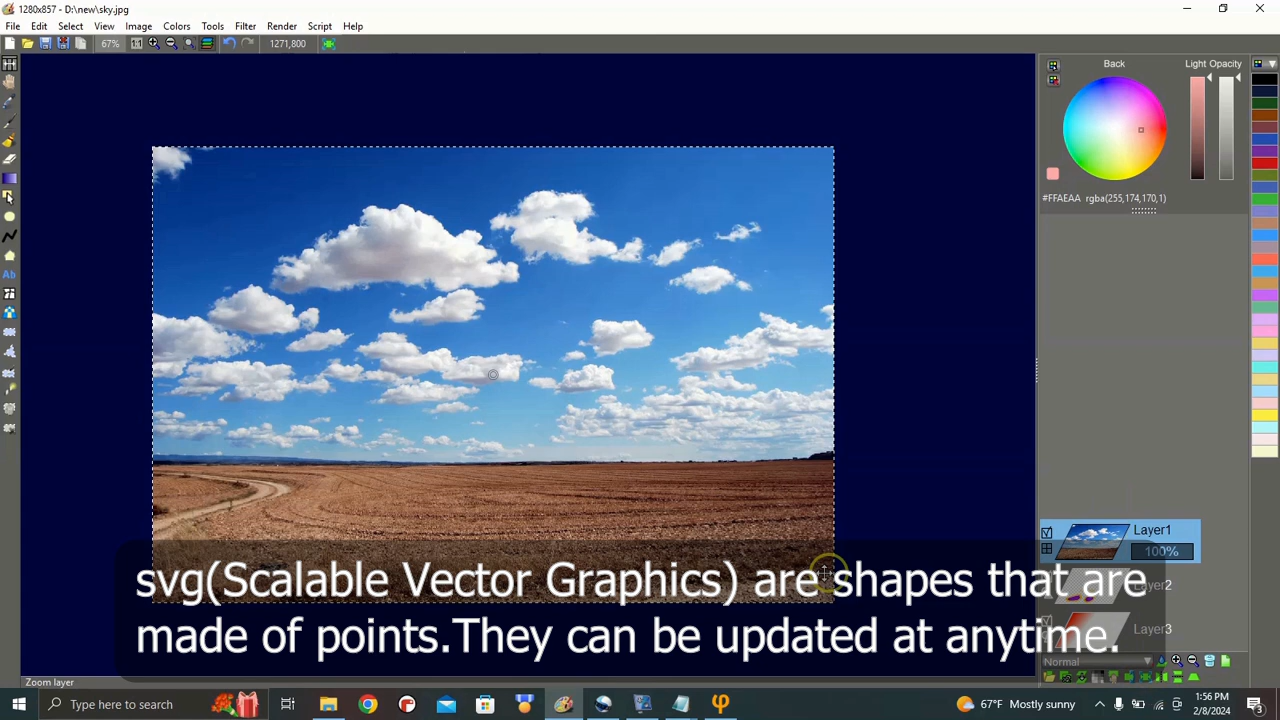 1280x857 - D:\new\sky.jpg
File Edit Select View Image Colors Tools Filter Render Script Help
67% 1271,800
Back Light Opacity
#FFAEAA rgba(255,174,170,1)
Ab
Layer1
100%
Layer2
Layer3
Normal
svg(Scalable Vector Graphics) are shapes that are
made of points.They can be updated at anytime.
Zoom layer
Type here to search
67°F Mostly sunny
1:56 PM
2/8/2024
3